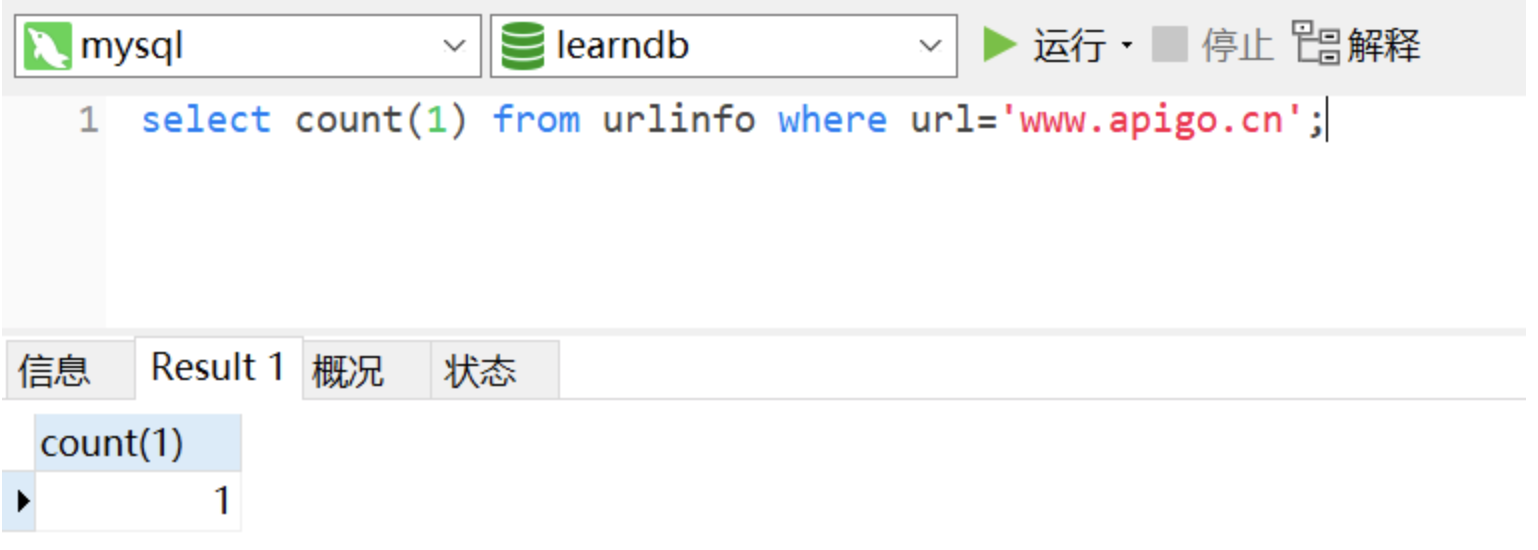 mysql learndb 运行 停止 解释
1 select count(1) from urlinfo where url='www.apigo.cn';
信息 Result 1 概况 状态
count(1)
1